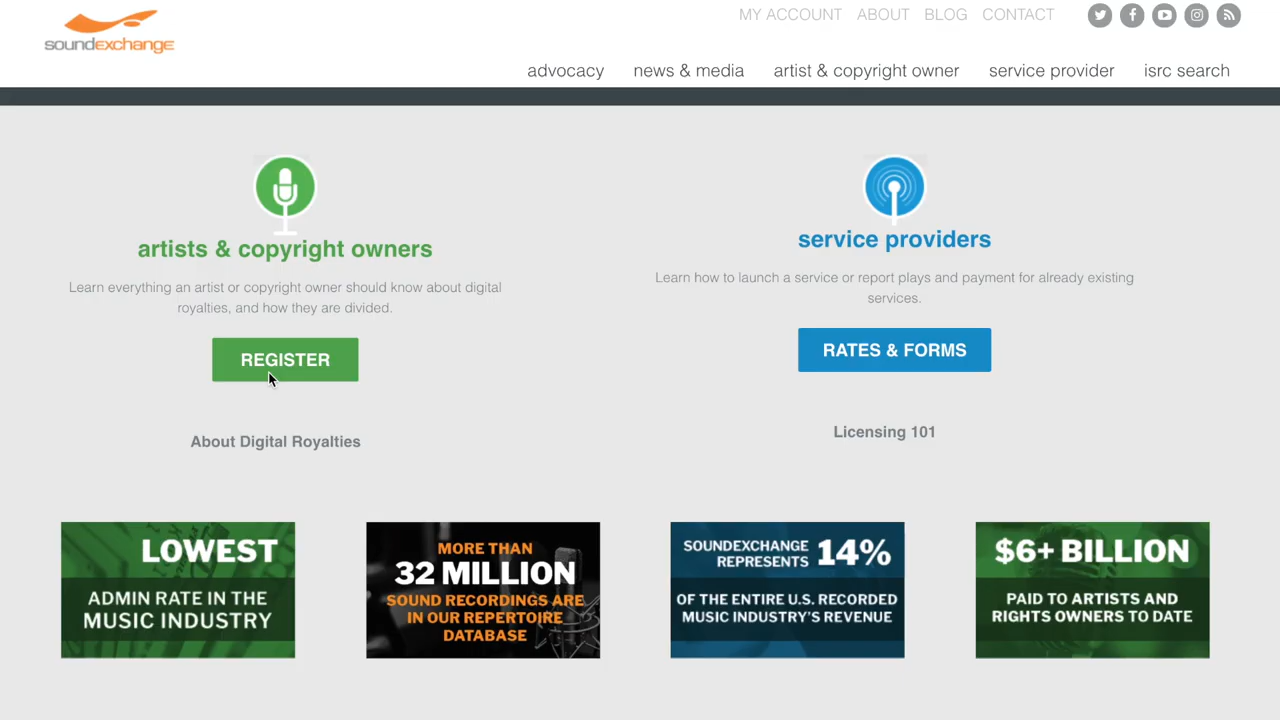 soundexchange
MY ACCOUNT ABOUT BLOG CONTACT
advocacy news & media artist & copyright owner service provider isrc search
artists & copyright owners
Learn everything an artist or copyright owner should know about digital
royalties, and how they are divided.
REGISTER
About Digital Royalties
service providers
Learn how to launch a service or report plays and payment for already existing
services.
RATES & FORMS
Licensing 101
LOWEST
ADMIN RATE IN THE
MUSIC INDUSTRY
MORE THAN
32 MILLION
SOUND RECORDINGS ARE
IN OUR REPERTOIRE
DATABASE
SOUNDEXCHANGE
REPRESENTS 14%
OF THE ENTIRE U.S. RECORDED
MUSIC INDUSTRY'S REVENUE
$6+ BILLION
PAID TO ARTISTS AND
RIGHTS OWNERS TO DATE